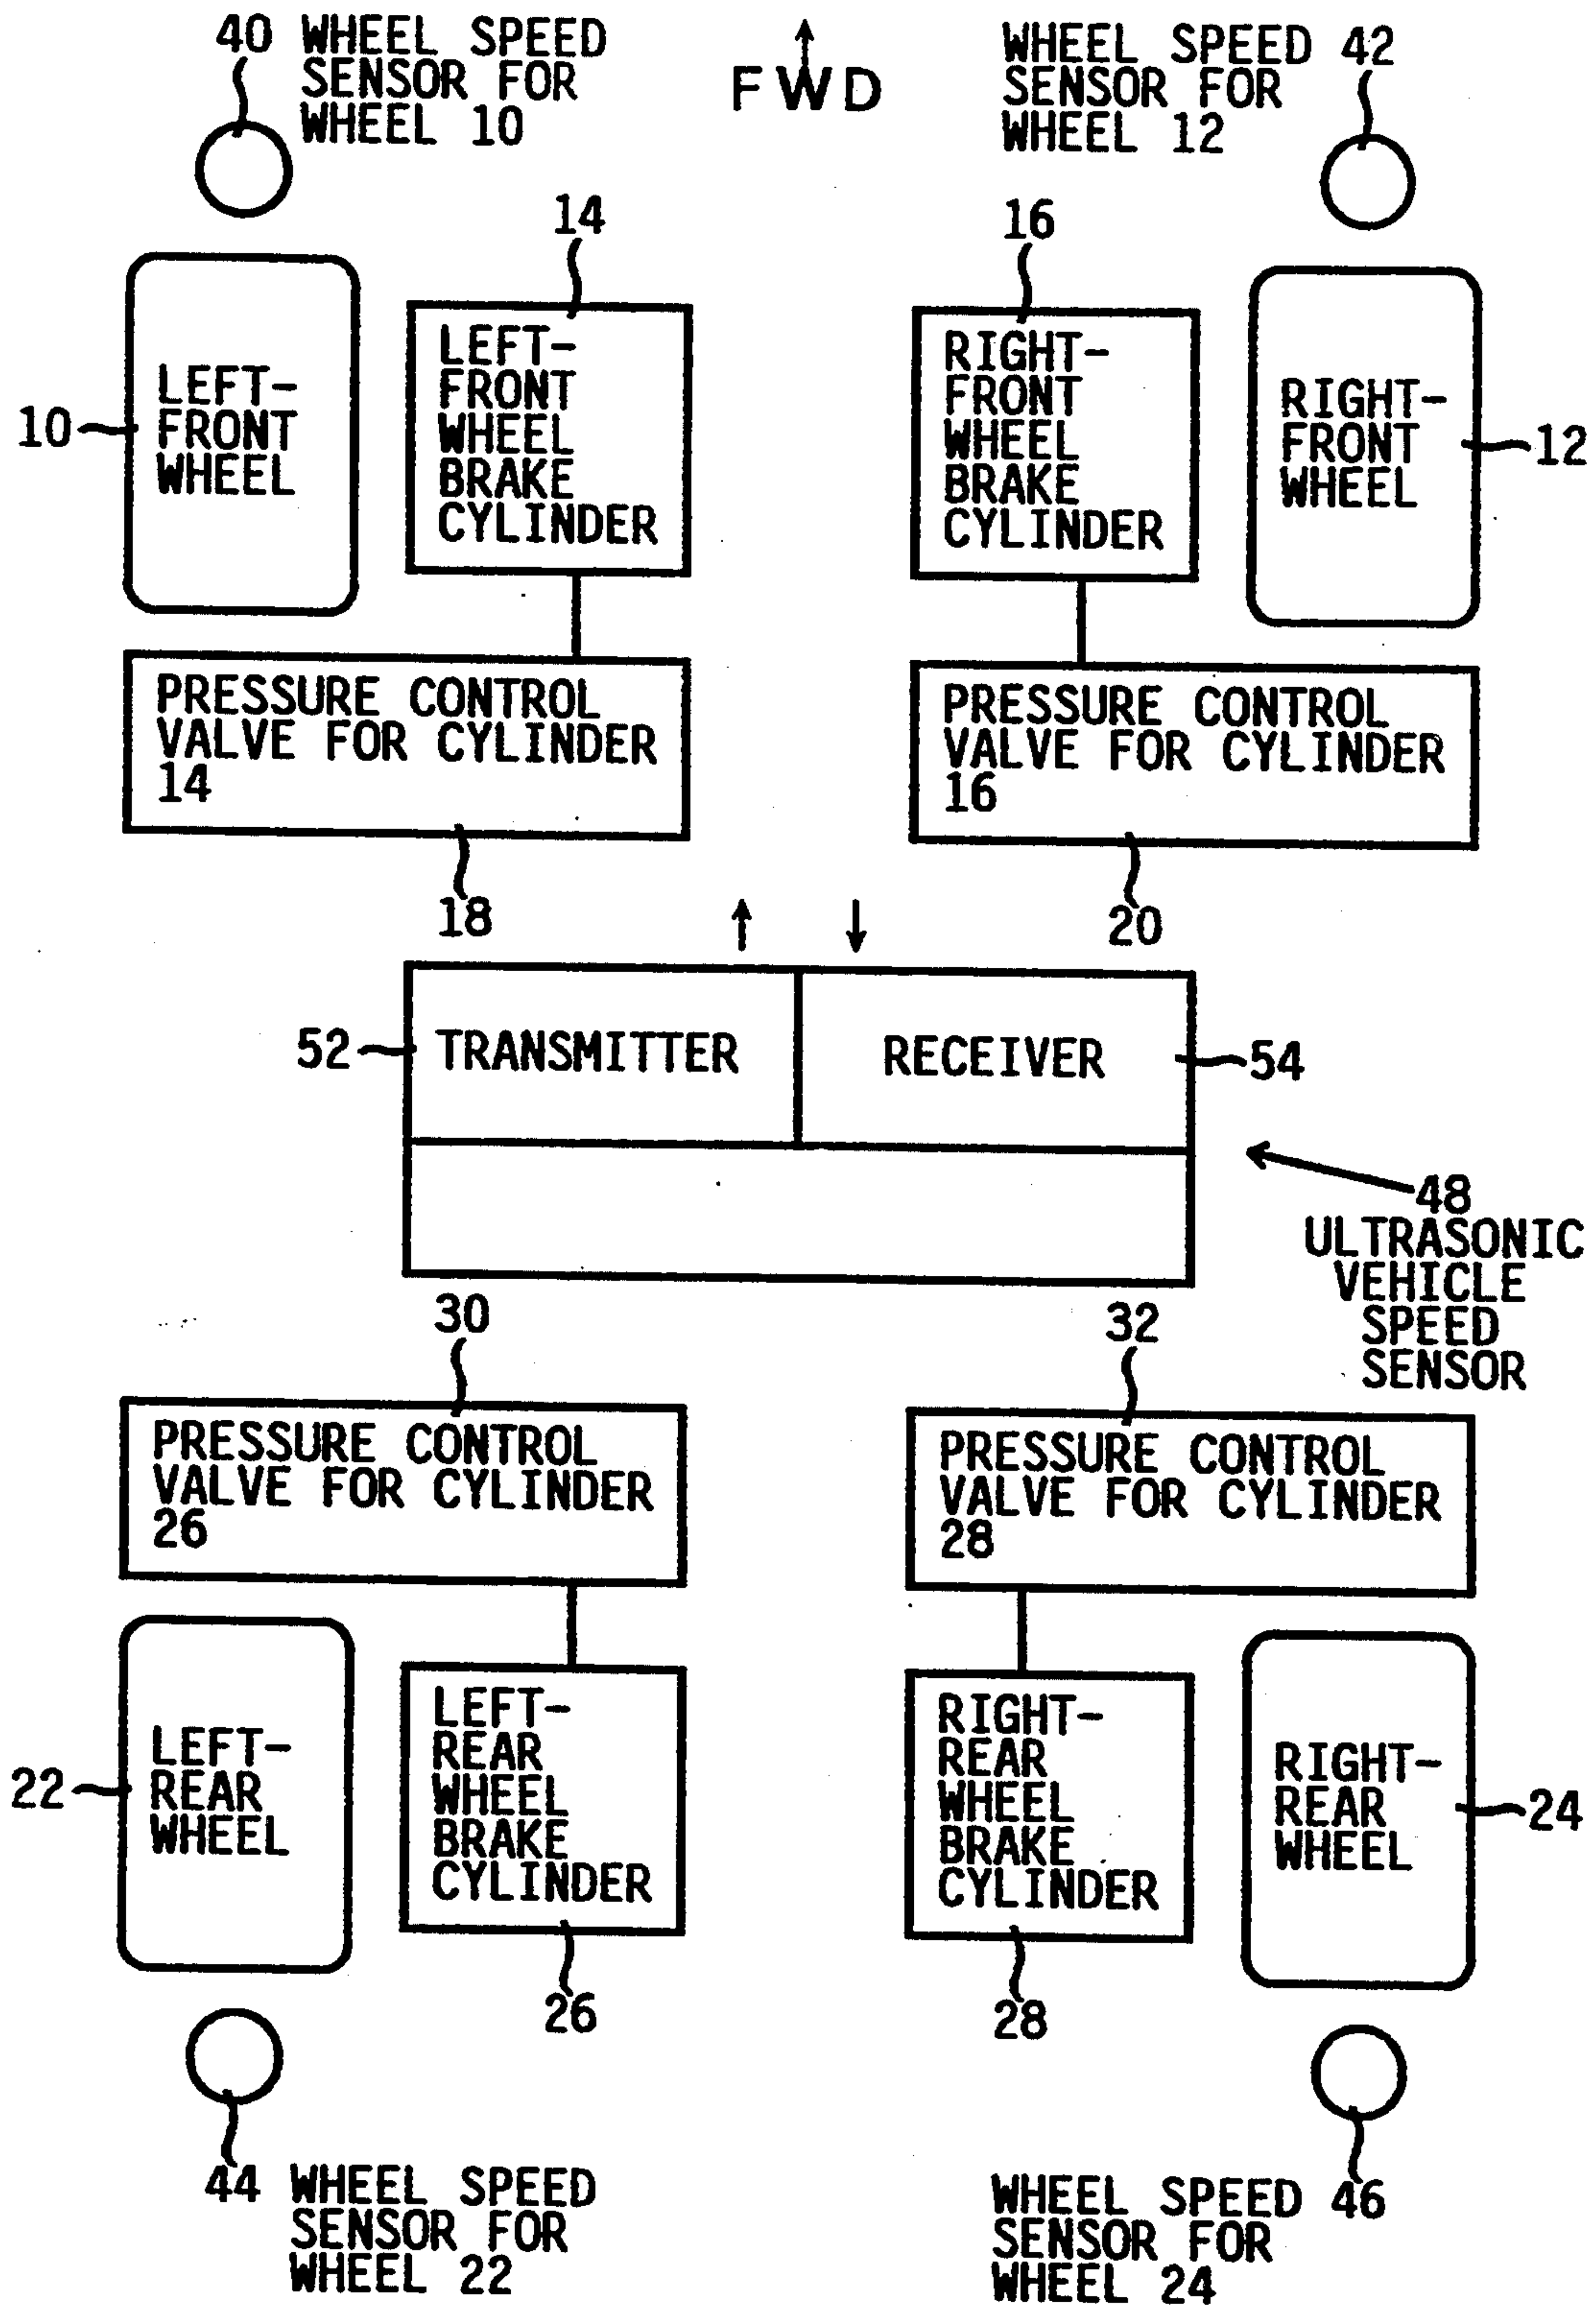 40 WHEEL SPEED
SENSOR FOR
WHEEL 10
FWD
WHEEL SPEED 42
SENSOR FOR
WHEEL 12
14
16
10
LEFT-
FRONT
WHEEL
LEFT-
FRONT
WHEEL
BRAKE
CYLINDER
RIGHT-
FRONT
WHEEL
BRAKE
CYLINDER
RIGHT-
FRONT
WHEEL
12
PRESSURE CONTROL
VALVE FOR CYLINDER
14
PRESSURE CONTROL
VALVE FOR CYLINDER
16
18
20
52
TRANSMITTER
RECEIVER
54
48
ULTRASONIC
VEHICLE
SPEED
SENSOR
30
32
PRESSURE CONTROL
VALVE FOR CYLINDER
26
PRESSURE CONTROL
VALVE FOR CYLINDER
28
22
LEFT-
REAR
WHEEL
LEFT-
REAR
WHEEL
BRAKE
CYLINDER
RIGHT-
REAR
WHEEL
BRAKE
CYLINDER
RIGHT-
REAR
WHEEL
24
26
28
44 WHEEL SPEED
SENSOR FOR
WHEEL 22
WHEEL SPEED 46
SENSOR FOR
WHEEL 24